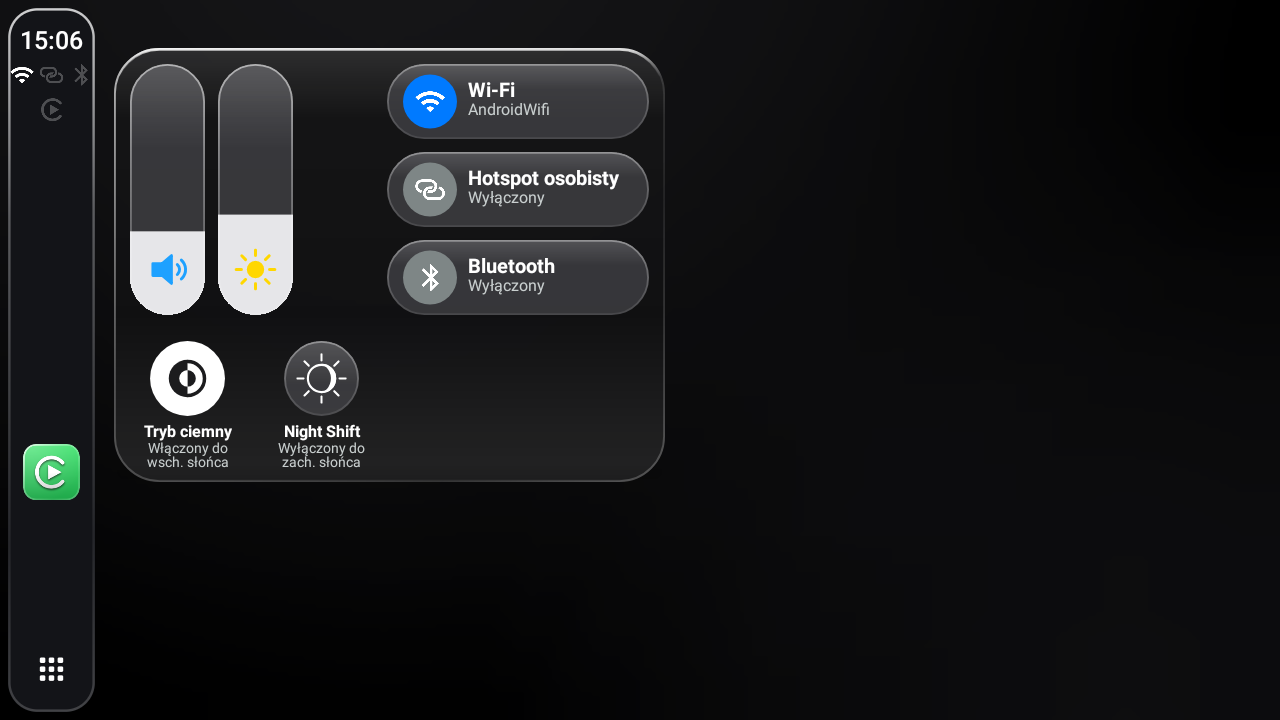 15:06
Wi-Fi
AndroidWifi
Hotspot osobisty
Wyłączony
Bluetooth
Wyłączony
Tryb ciemny
Włączony do
wsch. słońca
Night Shift
Wyłączony do
zach. słońca